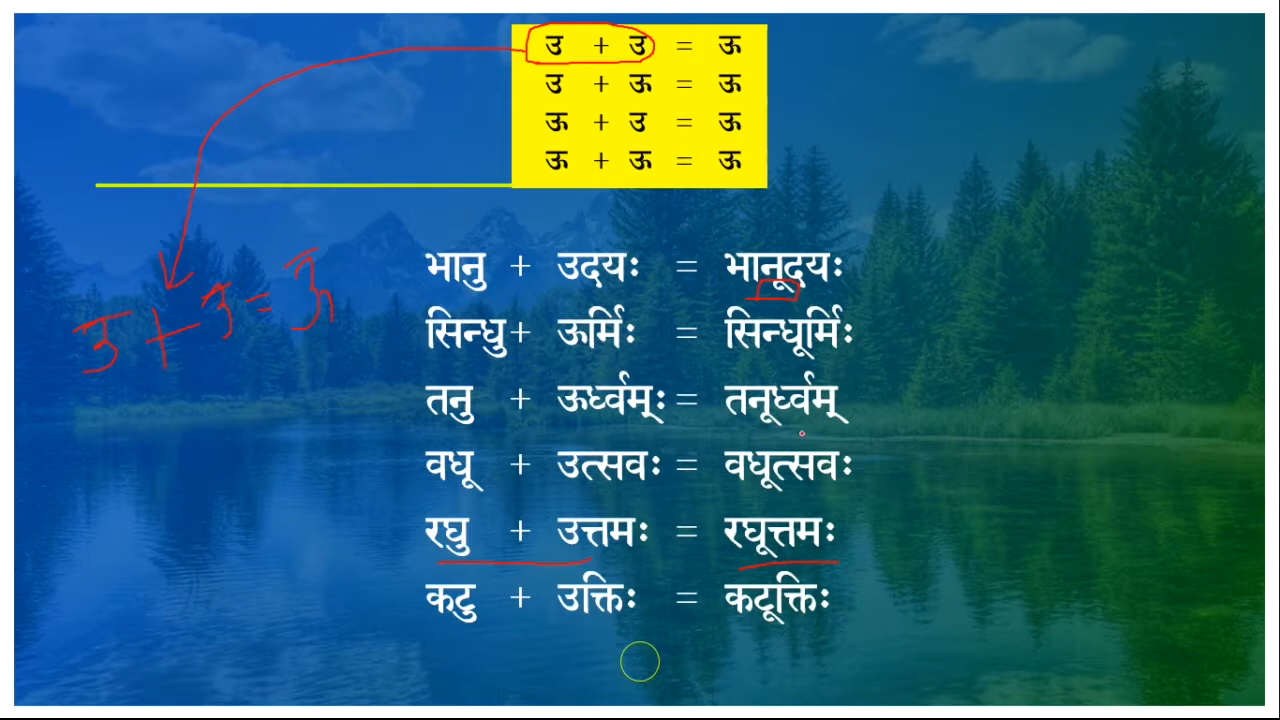 उ + उ = ऊ
उ + ऊ = ऊ
ऊ + उ = ऊ
ऊ + ऊ = ऊ
भानु + उदयः = भानूदयः
सिन्धु + ऊर्मिः = सिन्धूर्मिः
तनु + ऊर्ध्वम्ः = तनूर्ध्वम्
वधू + उत्सवः = वधूत्सवः
रघु + उत्तमः = रघूत्तमः
कटु + उक्तिः = कटूक्तिः
उ + उ = ऊ